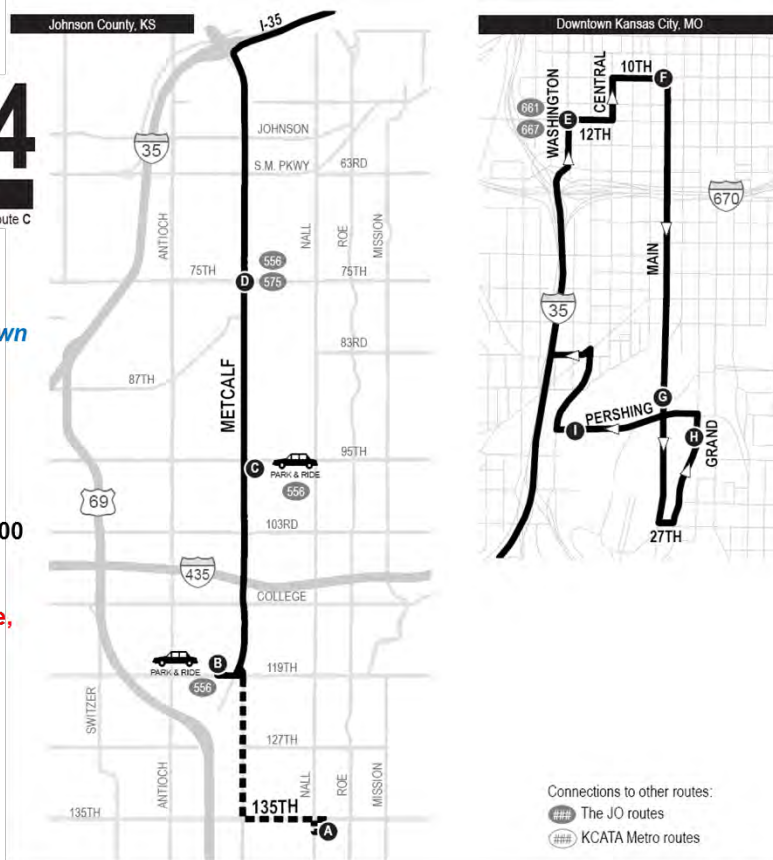 4
ute C
wn
00
e,
Johnson County, KS
I-35
35
JOHNSON
S.M. PKWY
63RD
ANTIOCH
NALL
ROE
MISSION
75TH
D
556
575
75TH
83RD
87TH
METCALF
95TH
C
PARK & RIDE
556
69
103RD
435
COLLEGE
B
PARK & RIDE
556
119TH
SWITZER
127TH
ANTIOCH
NALL
ROE
MISSION
135TH
135TH
A
Downtown Kansas City, MO
10TH
F
CENTRAL
WASHINGTON
661
667
E
12TH
670
MAIN
35
G
PERSHING
I
H
GRAND
27TH
Connections to other routes:
### The JO routes
### KCATA Metro routes